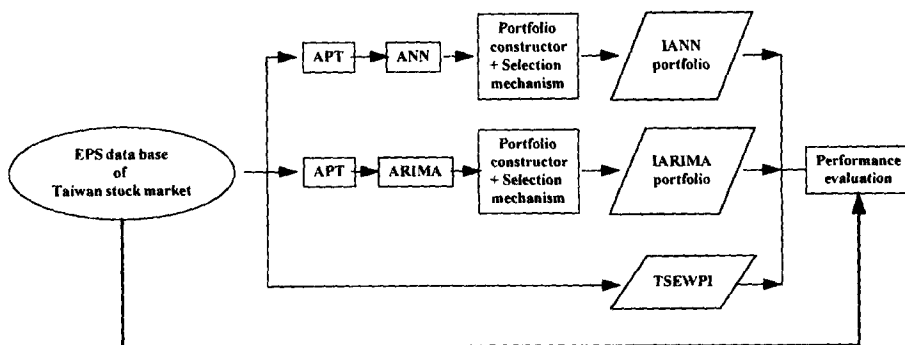 Portfolio
constructor
+ Selection
mechanism
APT
ANN
IANN
portfolio
EPS data base
of
Taiwan stock market
APT
ARIMA
Portfolio
constructor
+ Selection
mechanism
IARIMA
portfolio
Performance
evaluation
TSEWPI